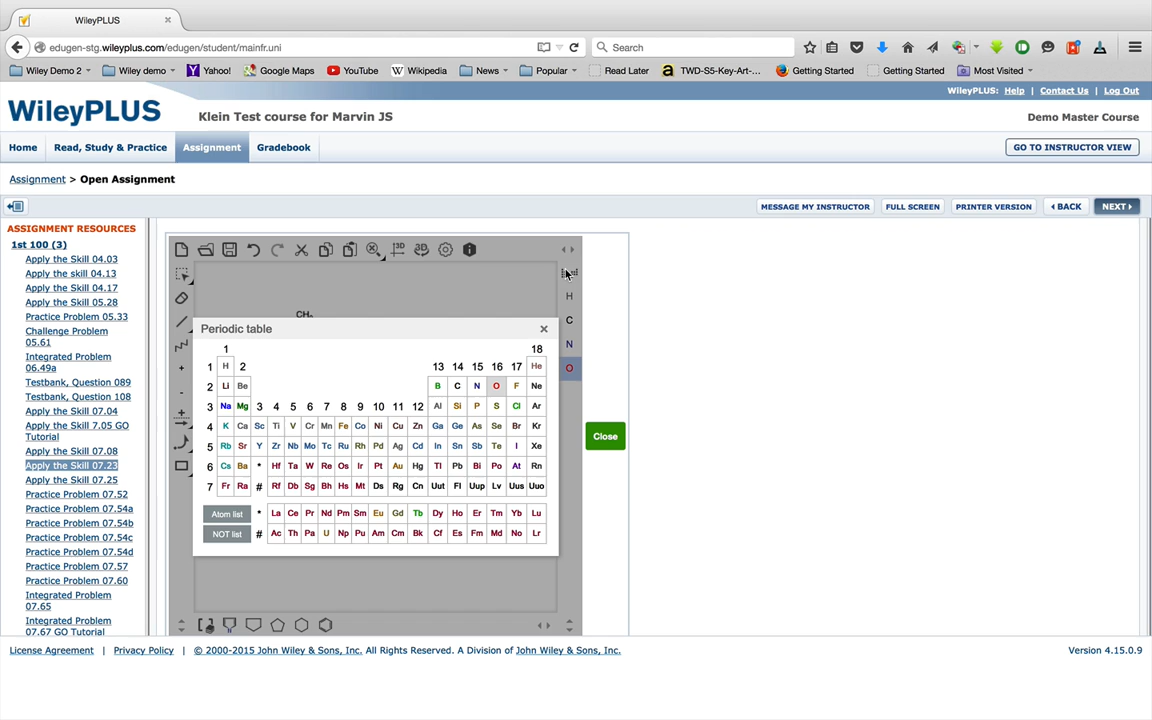 WileyPLUS
edugen-stg.wileyplus.com/edugen/student/mainfr.uni
Search
Wiley Demo 2
Wiley demo
Yahoo!
Google Maps
YouTube
Wikipedia
News
Popular
Read Later
TWD-S5-Key-Art-...
Getting Started
Getting Started
Most Visited
WileyPLUS: Help | Contact Us | Log Out
WileyPLUS
Klein Test course for Marvin JS
Demo Master Course
Home
Read, Study & Practice
Assignment
Gradebook
GO TO INSTRUCTOR VIEW
Assignment > Open Assignment
MESSAGE MY INSTRUCTOR
FULL SCREEN
PRINTER VERSION
BACK
NEXT
ASSIGNMENT RESOURCES
1st 100 (3)
Apply the Skill 04.03
Apply the skill 04.13
Apply the Skill 04.17
Apply the Skill 05.28
Practice Problem 05.33
Challenge Problem
05.61
Integrated Problem
06.49a
Testbank, Question 089
Testbank, Question 108
Apply the Skill 07.04
Apply the Skill 7.05 GO
Tutorial
Apply the Skill 07.08
Apply the Skill 07.23
Apply the Skill 07.25
Practice Problem 07.52
Practice Problem 07.54a
Practice Problem 07.54b
Practice Problem 07.54c
Practice Problem 07.54d
Practice Problem 07.57
Practice Problem 07.60
Integrated Problem
07.65
Integrated Problem
07.67 GO Tutorial
3D
H
C
N
O
Periodic table
1 18
1 H 2 13 14 15 16 17 He
2 Li Be B C N O F Ne
3 Na Mg 3 4 5 6 7 8 9 10 11 12 Al Si P S Cl Ar
4 K Ca Sc Ti V Cr Mn Fe Co Ni Cu Zn Ga Ge As Se Br Kr
5 Rb Sr Y Zr Nb Mo Tc Ru Rh Pd Ag Cd In Sn Sb Te I Xe
6 Cs Ba * Hf Ta W Re Os Ir Pt Au Hg Tl Pb Bi Po At Rn
7 Fr Ra # Rf Db Sg Bh Hs Mt Ds Rg Cn Uut Fl Uup Lv Uus Uuo
Atom list * La Ce Pr Nd Pm Sm Eu Gd Tb Dy Ho Er Tm Yb Lu
NOT list # Ac Th Pa U Np Pu Am Cm Bk Cf Es Fm Md No Lr
Close
License Agreement | Privacy Policy | © 2000-2015 John Wiley & Sons, Inc. All Rights Reserved. A Division of John Wiley & Sons, Inc.
Version 4.15.0.9